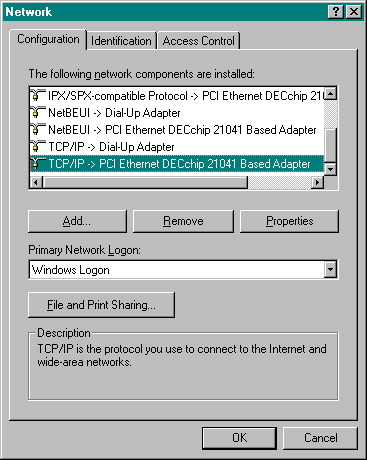 Network
Configuration Identification Access Control
The following network components are installed:
IPX/SPX-compatible Protocol -> PCI Ethernet DECchip
NetBEUI -> Dial-Up Adapter
NetBEUI -> PCI Ethernet DECchip 21041 Based Adapter
TCP/IP -> Dial-Up Adapter
TCP/IP -> PCI Ethernet DECchip 21041 Based Adapter
Add... Remove Properties
Primary Network Logon:
Windows Logon
File and Print Sharing...
Description
TCP/IP is the protocol you use to connect to the Internet and
wide-area networks.
OK Cancel